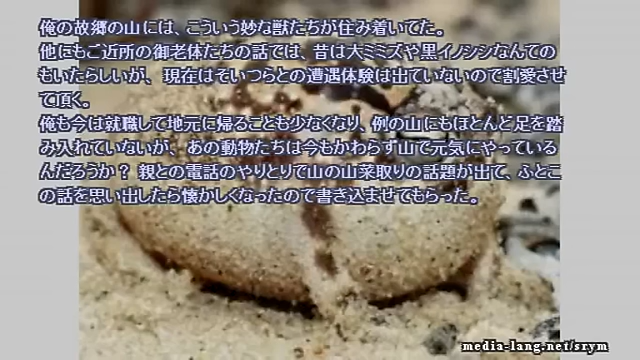 俺の故郷の山には、こういう妙な獣たちが住み着いてた。
他にもご近所の御老体たちの話では、昔は大ミミズや黒イノシシなんての
もいたらしいが、現在はそいつらとの遭遇体験は出ていないので割愛させ
て頂く。
俺も今は就職して地元に帰ることも少なくなり、例の山にもほとんど足を踏
み入れていないが、あの動物たちは今もかわらず山で元気にやっている
んだろうか？ 親との電話のやりとりで山の山菜取りの話題が出て、ふとこ
の話を思い出したら懐かしくなったので書き込ませてもらった。
media-lang.net/srym